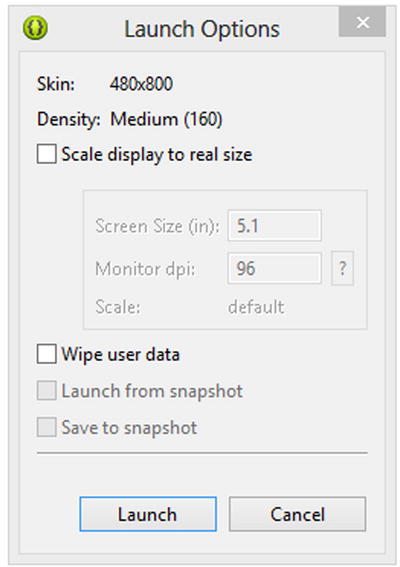 Launch Options
Skin: 480x800
Density: Medium (160)
Scale display to real size
Screen Size (in): 5.1
Monitor dpi: 96 ?
Scale: default
Wipe user data
Launch from snapshot
Save to snapshot
Launch Cancel